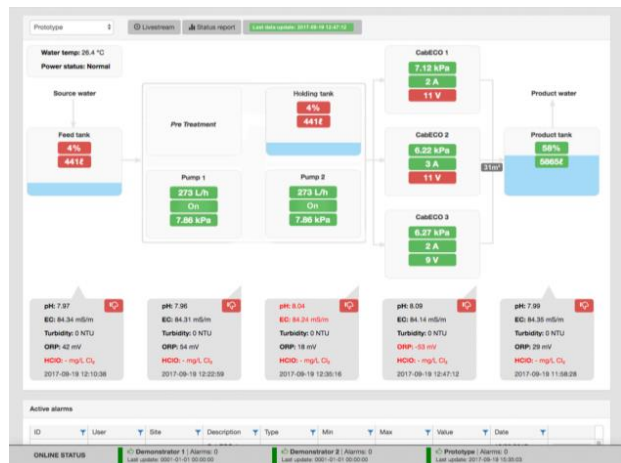 Prototype
Livestream
Status report
Last data update: 2017-09-19 12:47:12
Water temp: 26.4 °C
Power status: Normal
Source water
Feed tank
4%
441ℓ
Pre Treatment
Holding tank
4%
441ℓ
Pump 1
273 L/h
On
7.86 kPa
Pump 2
273 L/h
On
7.86 kPa
CabECO 1
7.12 kPa
2 A
11 V
CabECO 2
6.22 kPa
3 A
11 V
CabECO 3
6.27 kPa
2 A
9 V
31m³
Product water
Product tank
58%
5865ℓ
pH: 7.97
EC: 84.34 mS/m
Turbidity: 0 NTU
ORP: 42 mV
HClO: - mg/L Cl₂
2017-09-19 12:10:38
pH: 7.96
EC: 84.31 mS/m
Turbidity: 0 NTU
ORP: 54 mV
HClO: - mg/L Cl₂
2017-09-19 12:22:59
pH: 8.04
EC: 84.24 mS/m
Turbidity: 0 NTU
ORP: 18 mV
HClO: - mg/L Cl₂
2017-09-19 12:35:16
pH: 8.09
EC: 84.14 mS/m
Turbidity: 0 NTU
ORP: -53 mV
HClO: - mg/L Cl₂
2017-09-19 12:47:12
pH: 7.99
EC: 84.35 mS/m
Turbidity: 0 NTU
ORP: 29 mV
HClO: - mg/L Cl₂
2017-09-19 11:58:28
Active alarms
ID User Site Description Type Min Max Value Date
ONLINE STATUS
Demonstrator 1 | Alarms: 0
Last update: 0001-01-01 00:00:00
Demonstrator 2 | Alarms: 0
Last update: 0001-01-01 00:00:00
Prototype | Alarms: 0
Last update: 2017-09-19 15:35:03